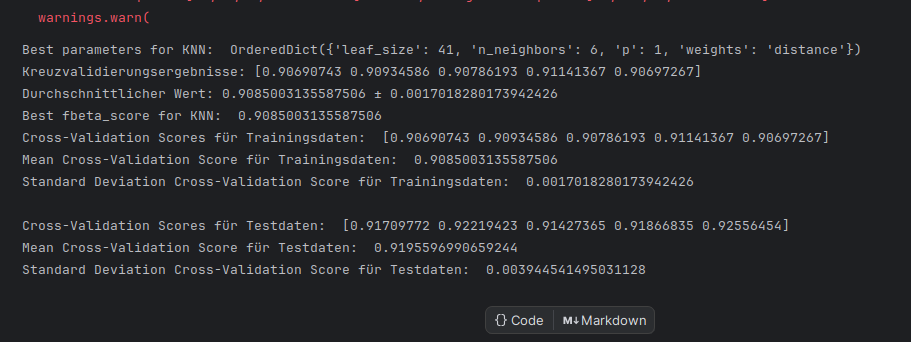 warnings.warn(
Best parameters for KNN:  OrderedDict({'leaf_size': 41, 'n_neighbors': 6, 'p': 1, 'weights': 'distance'})
Kreuzvalidierungsergebnisse: [0.90690743 0.90934586 0.90786193 0.91141367 0.90697267]
Durchschnittlicher Wert: 0.9085003135587506 ± 0.0017018280173942426
Best fbeta_score for KNN:  0.9085003135587506
Cross-Validation Scores für Trainingsdaten:  [0.90690743 0.90934586 0.90786193 0.91141367 0.90697267]
Mean Cross-Validation Score für Trainingsdaten:  0.9085003135587506
Standard Deviation Cross-Validation Score für Trainingsdaten:  0.0017018280173942426
Cross-Validation Scores für Testdaten:  [0.91709772 0.92219423 0.91427365 0.91866835 0.92556454]
Mean Cross-Validation Score für Testdaten:  0.9195596990659244
Standard Deviation Cross-Validation Score für Testdaten:  0.003944541495031128
{} Code M↓ Markdown